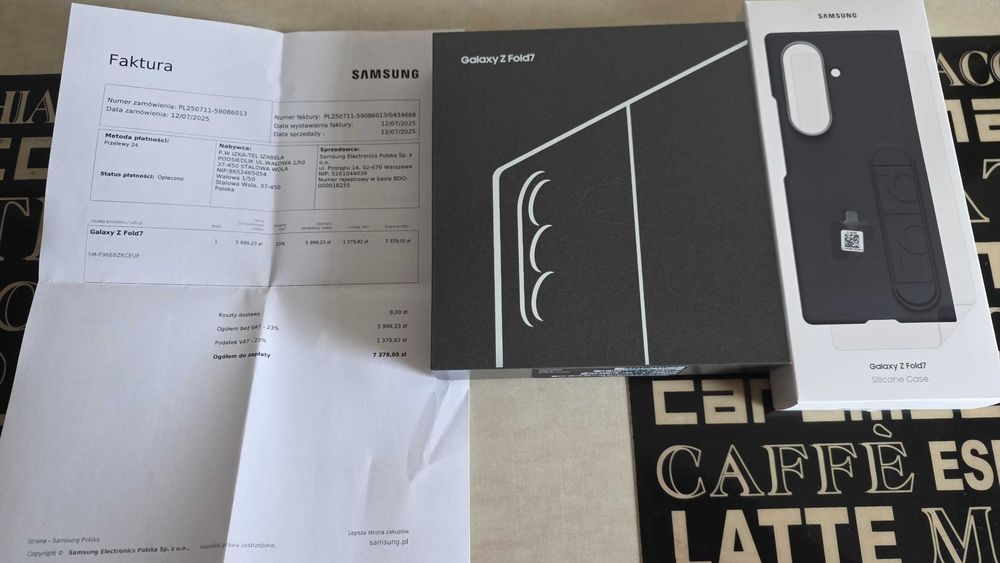 Faktura
SAMSUNG
Numer zamówienia: PL250711-59086013
Data zamówienia: 12/07/2025
Numer faktury: PL250711-59086013/0434668
Data wystawienia faktury: 12/07/2025
Data sprzedaży : 12/07/2025
Metoda płatności:
Przelewy 24
Status płatności: Opłacone
Nabywca:
P.W IZKA-TEL IZABELA
PODSIEDLIK UL.WAŁOWA 1/50
37-450 STALOWA WOLA
NIP:8652465054
Wałowa 1/50
Stalowa Wola, 37-450
Polska
Sprzedawca:
Samsung Electronics Polska Sp. z
o.o.
ul. Postępu 14, 02-676 Warszawa
NIP: 5261044039
Numer rejestrowy w bazie BDO:
000018255
Galaxy Z Fold7 1 5 999,23 zł 23% 5 999,23 zł 1 379,82 zł 7 379,05 zł
SM-F966BZKCEUE
Koszty dostawy 0,00 zł
Ogółem bez VAT - 23% 5 999,23 zł
Podatek VAT - 23% 1 379,82 zł
Ogółem do zapłaty 7 379,05 zł
Strona - Samsung Polska
Copyright © Samsung Electronics Polska Sp. z o.o., wszelkie prawa zastrzeżone.
Lepsza strona zakupów
samsung.pl
Galaxy Z Fold7
SAMSUNG
Galaxy Z Fold7
Silicone Case
CAFFÈ ES
LATTE M